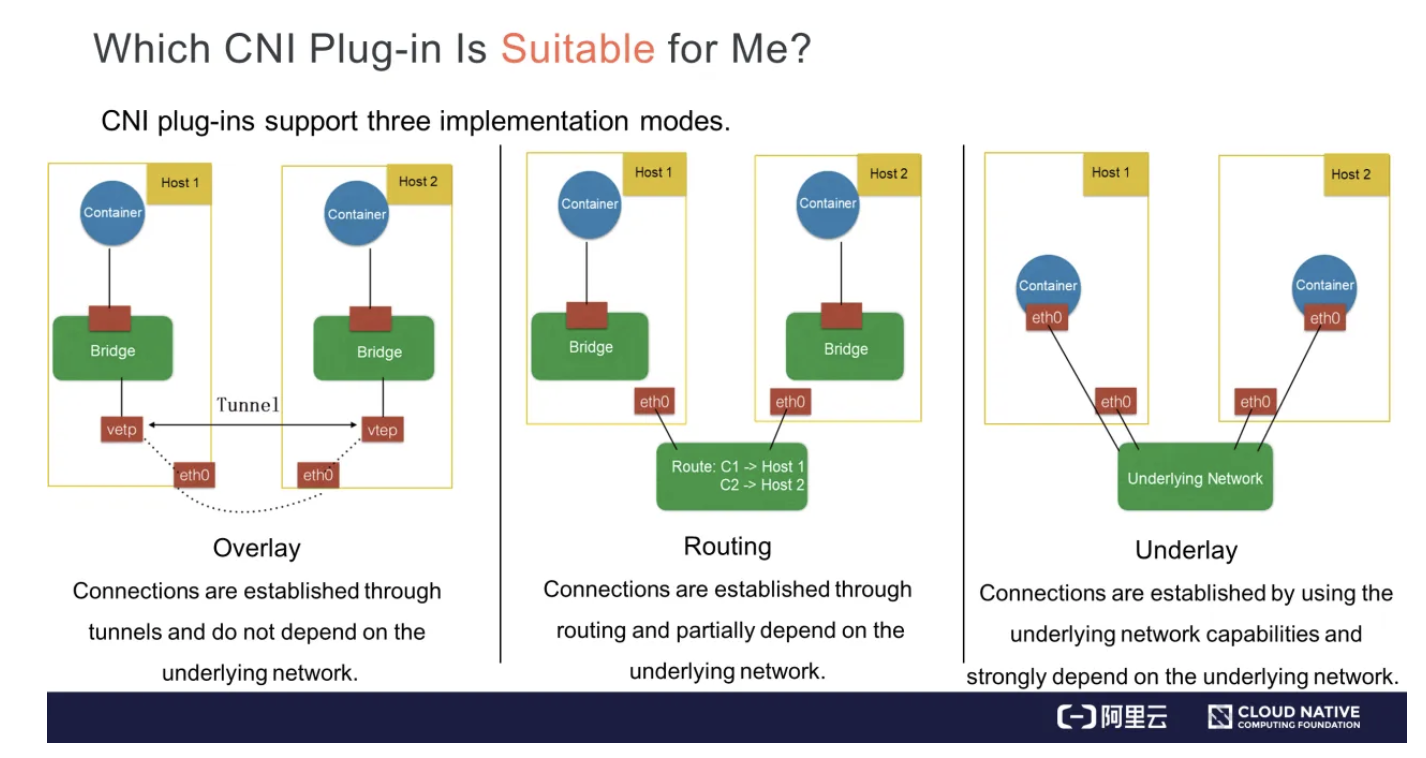 Which CNI Plug-in Is Suitable for Me?
CNI plug-ins support three implementation modes.
Host 1
Container
Bridge
vetp
eth0
Tunnel
Host 2
Container
Bridge
vtep
eth0
Overlay
Connections are established through
tunnels and do not depend on the
underlying network.
Host 1
Container
Bridge
eth0
Host 2
Container
Bridge
eth0
Route: C1 -> Host 1
C2 -> Host 2
Routing
Connections are established through
routing and partially depend on the
underlying network.
Host 1
Container
eth0
eth0
Host 2
Container
eth0
eth0
Underlying Network
Underlay
Connections are established by using the
underlying network capabilities and
strongly depend on the underlying network.
阿里云
CLOUD NATIVE
COMPUTING FOUNDATION